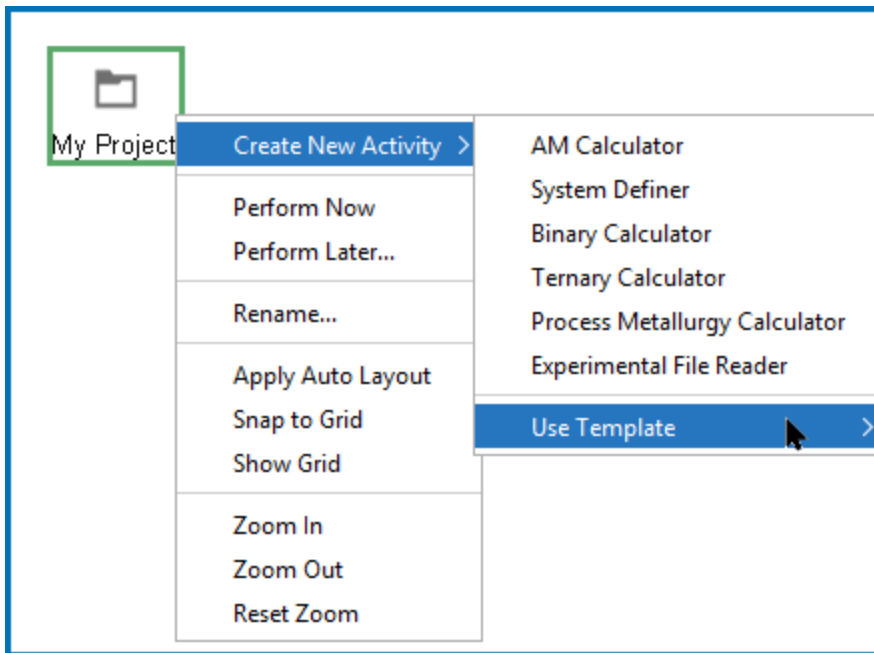 My Project
Create New Activity
Perform Now
Perform Later...
Rename...
Apply Auto Layout
Snap to Grid
Show Grid
Zoom In
Zoom Out
Reset Zoom
AM Calculator
System Definer
Binary Calculator
Ternary Calculator
Process Metallurgy Calculator
Experimental File Reader
Use Template